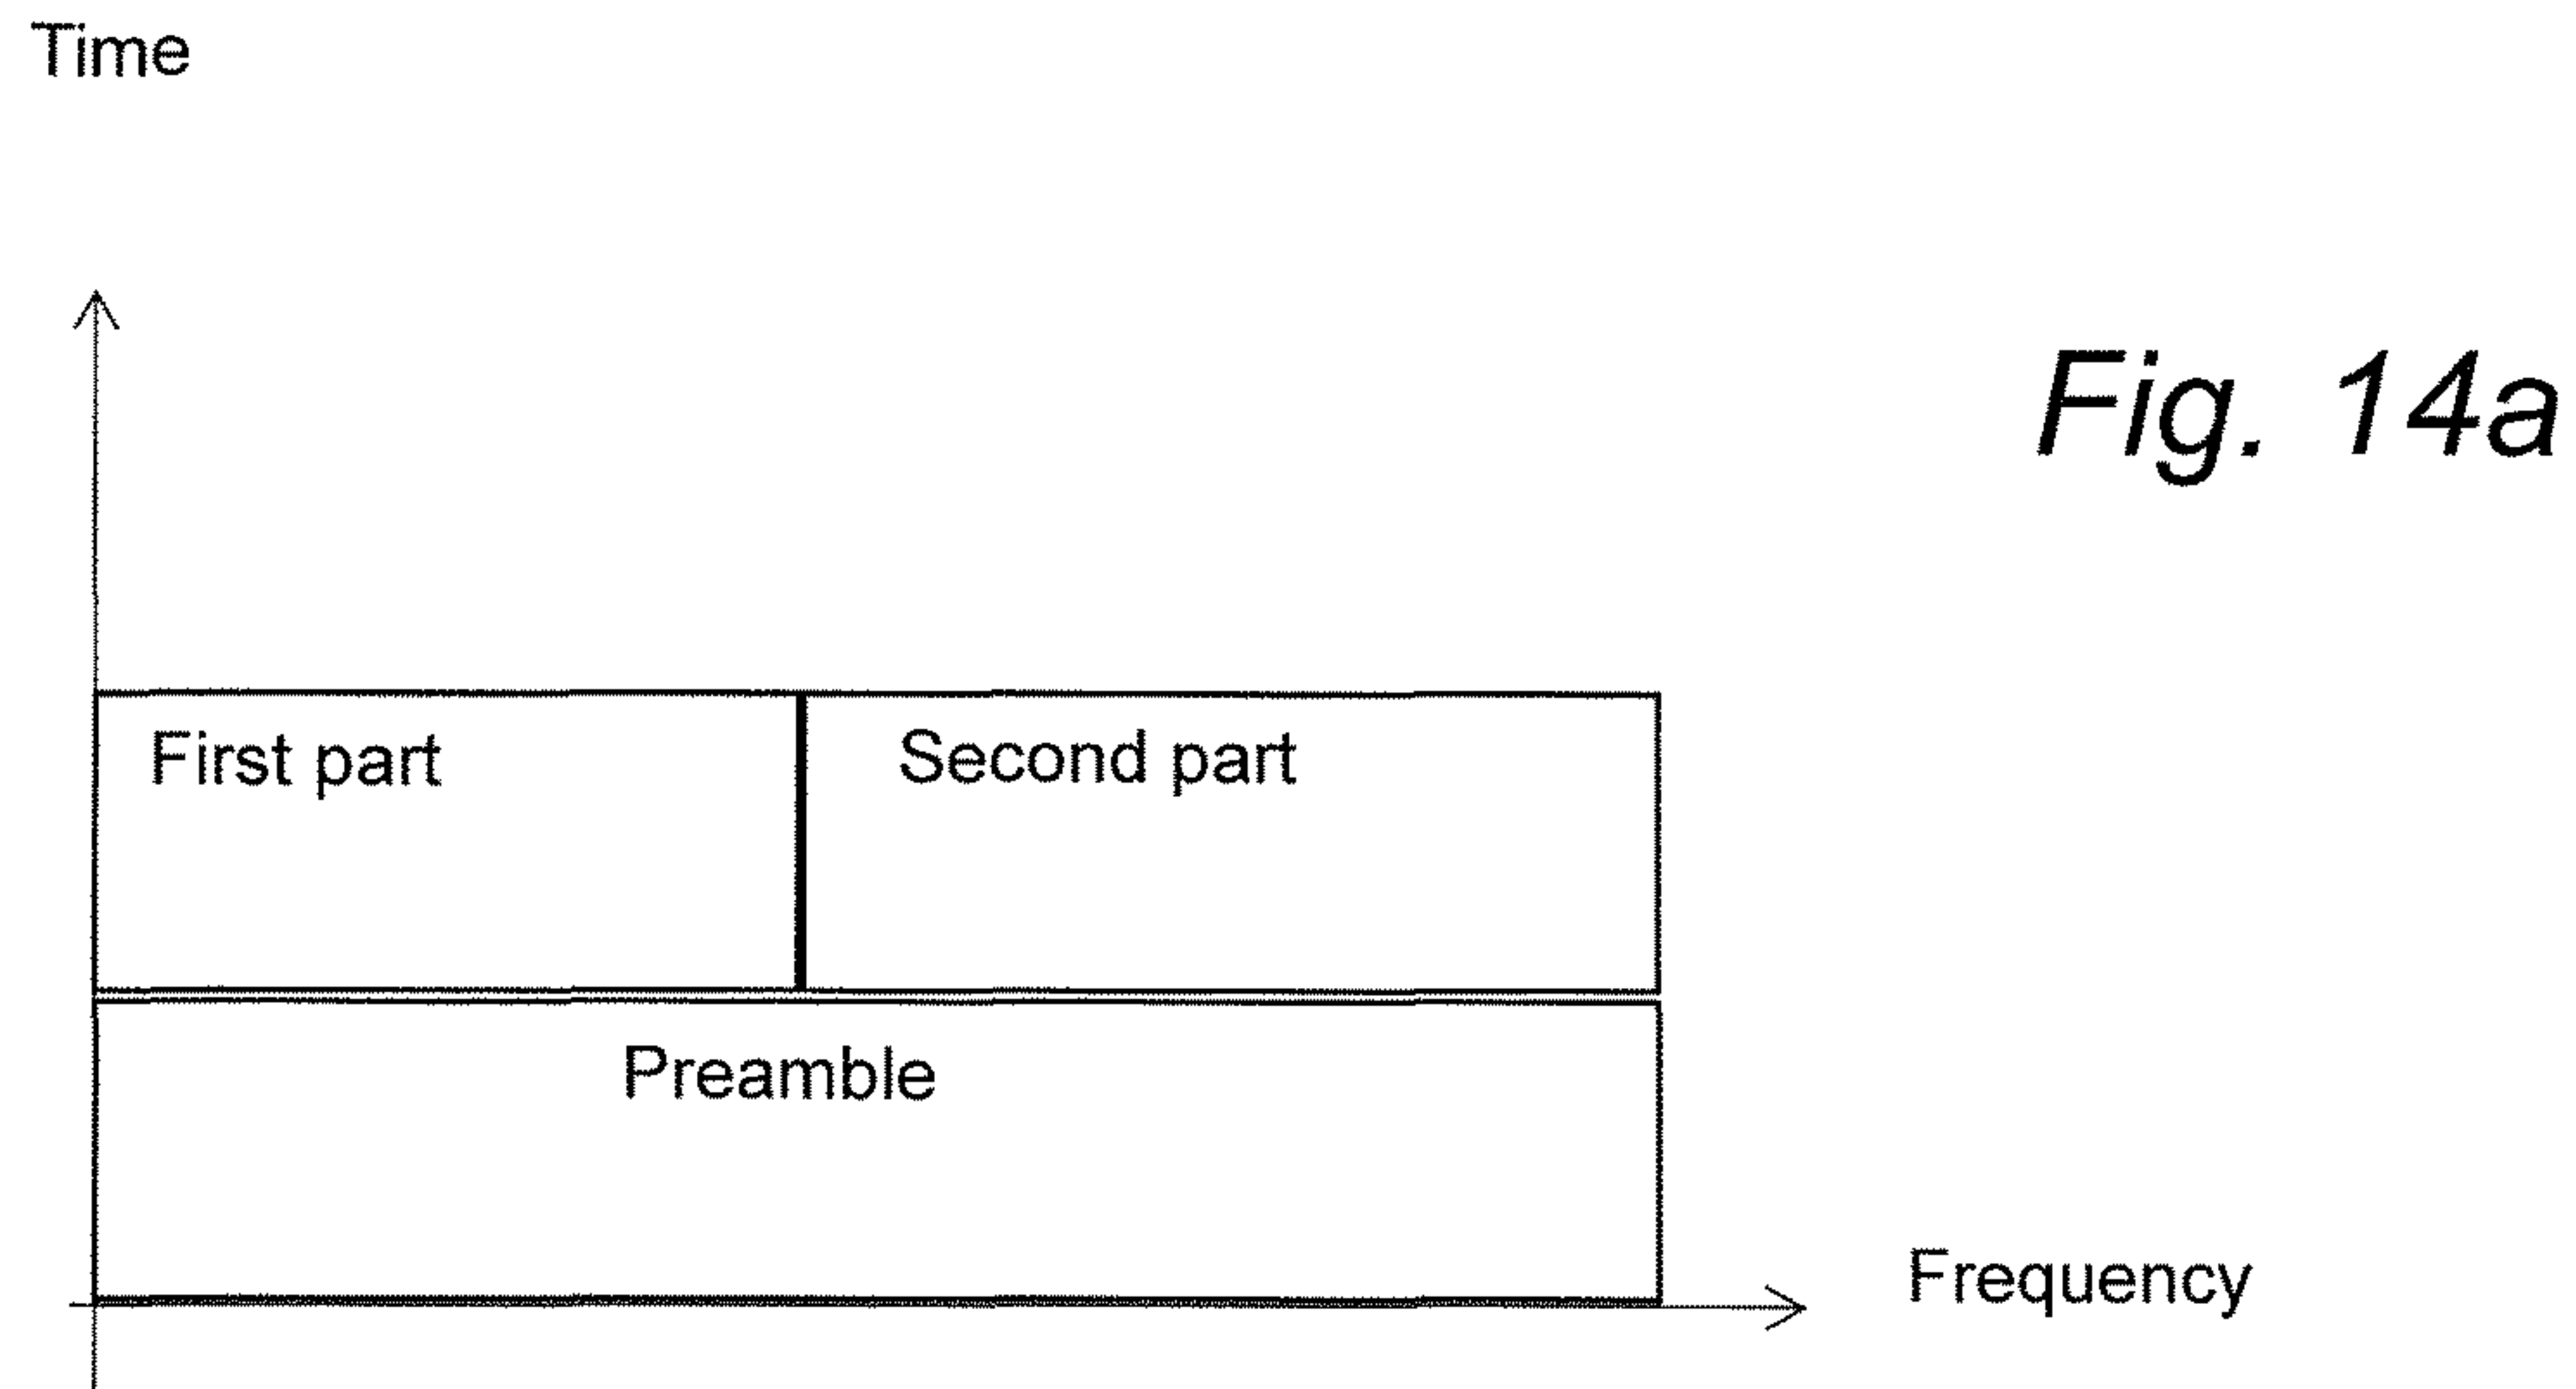 Time
Fig. 14a
First part
Second part
Preamble
Frequency